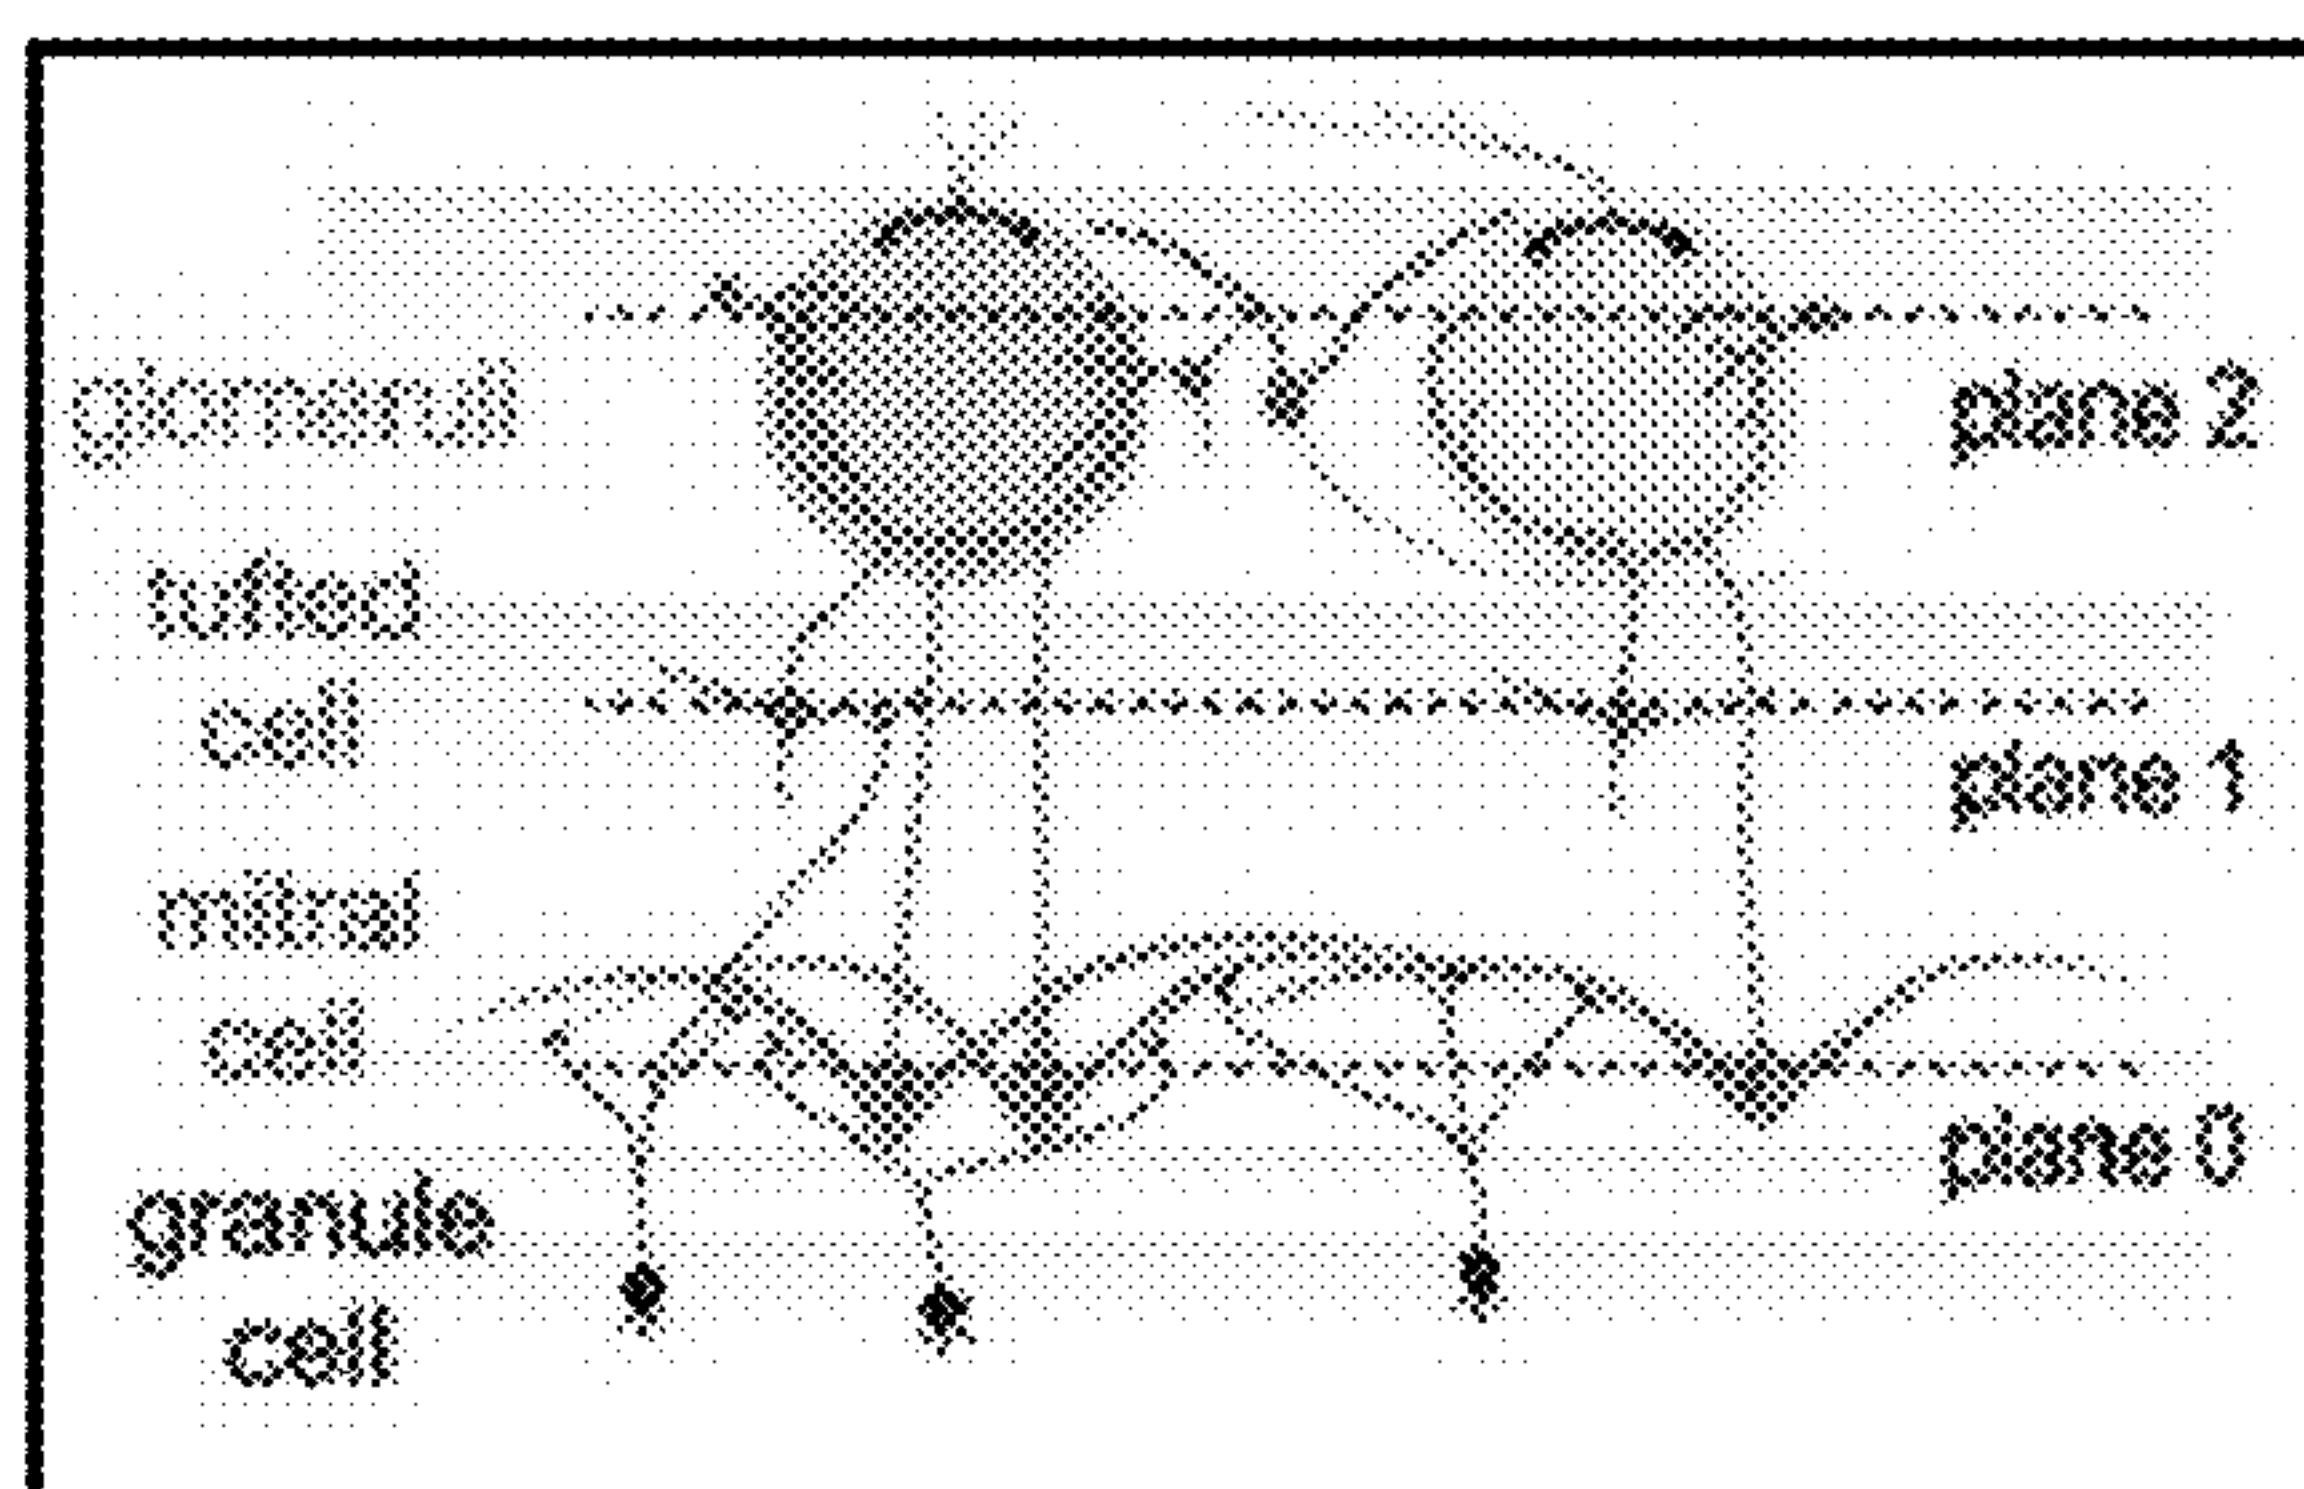 glomeruli
plane 2
tufted
cell
plane 1
mitral
cell
plane 0
granule
cell